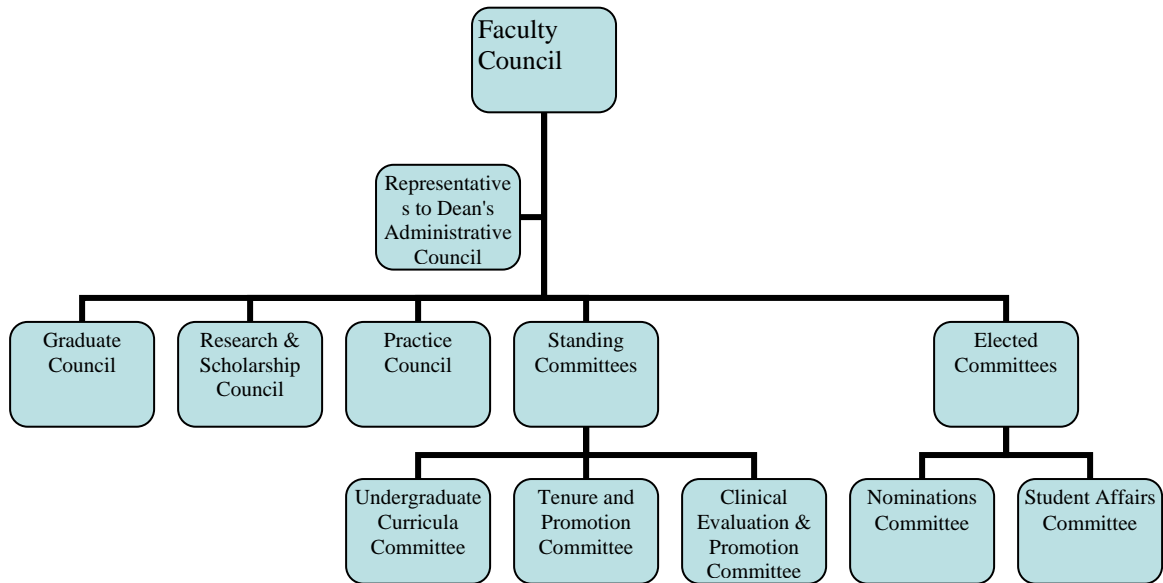 Faculty
Council
Representative
s to Dean's
Administrative
Council
Graduate
Council
Research &
Scholarship
Council
Practice
Council
Standing
Committees
Elected
Committees
Undergraduate
Curricula
Committee
Tenure and
Promotion
Committee
Clinical
Evaluation &
Promotion
Committee
Nominations
Committee
Student Affairs
Committee